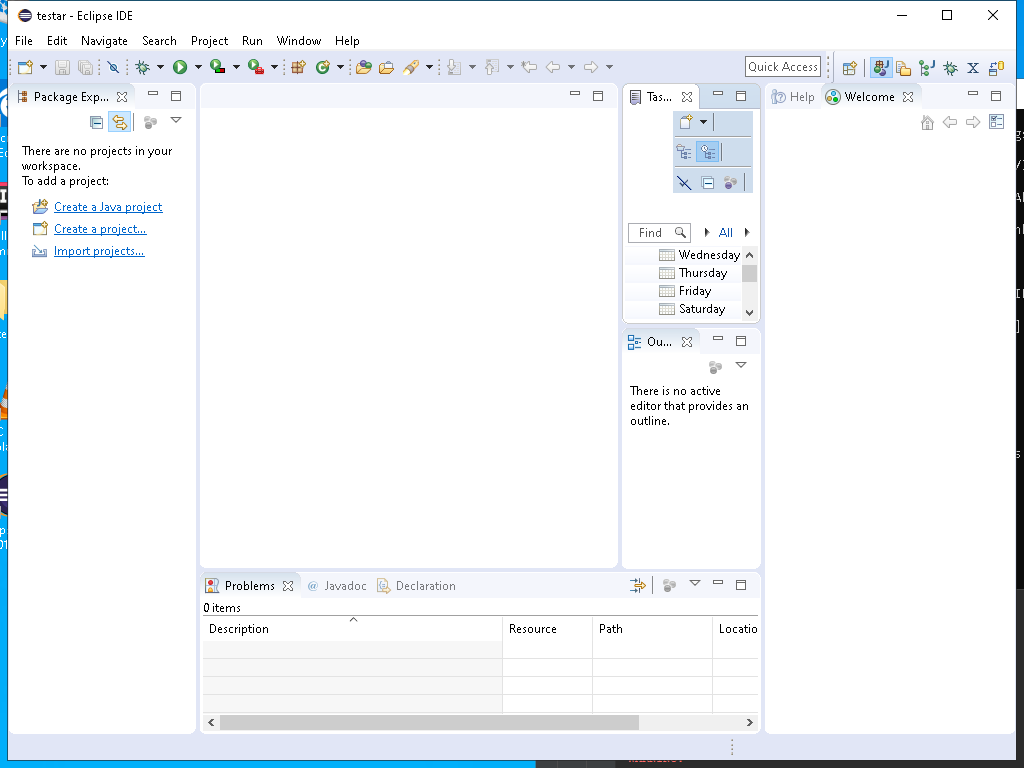 testar - Eclipse IDE
File Edit Navigate Search Project Run Window Help
Quick Access
Package Exp...
Tas...
Help
Welcome
There are no projects in your
workspace.
To add a project:
Create a Java project
Create a project...
Import projects...
Find
All
Wednesday
Thursday
Friday
Saturday
Ou...
There is no active
editor that provides an
outline.
Problems
Javadoc
Declaration
0 items
Description Resource Path Locatio